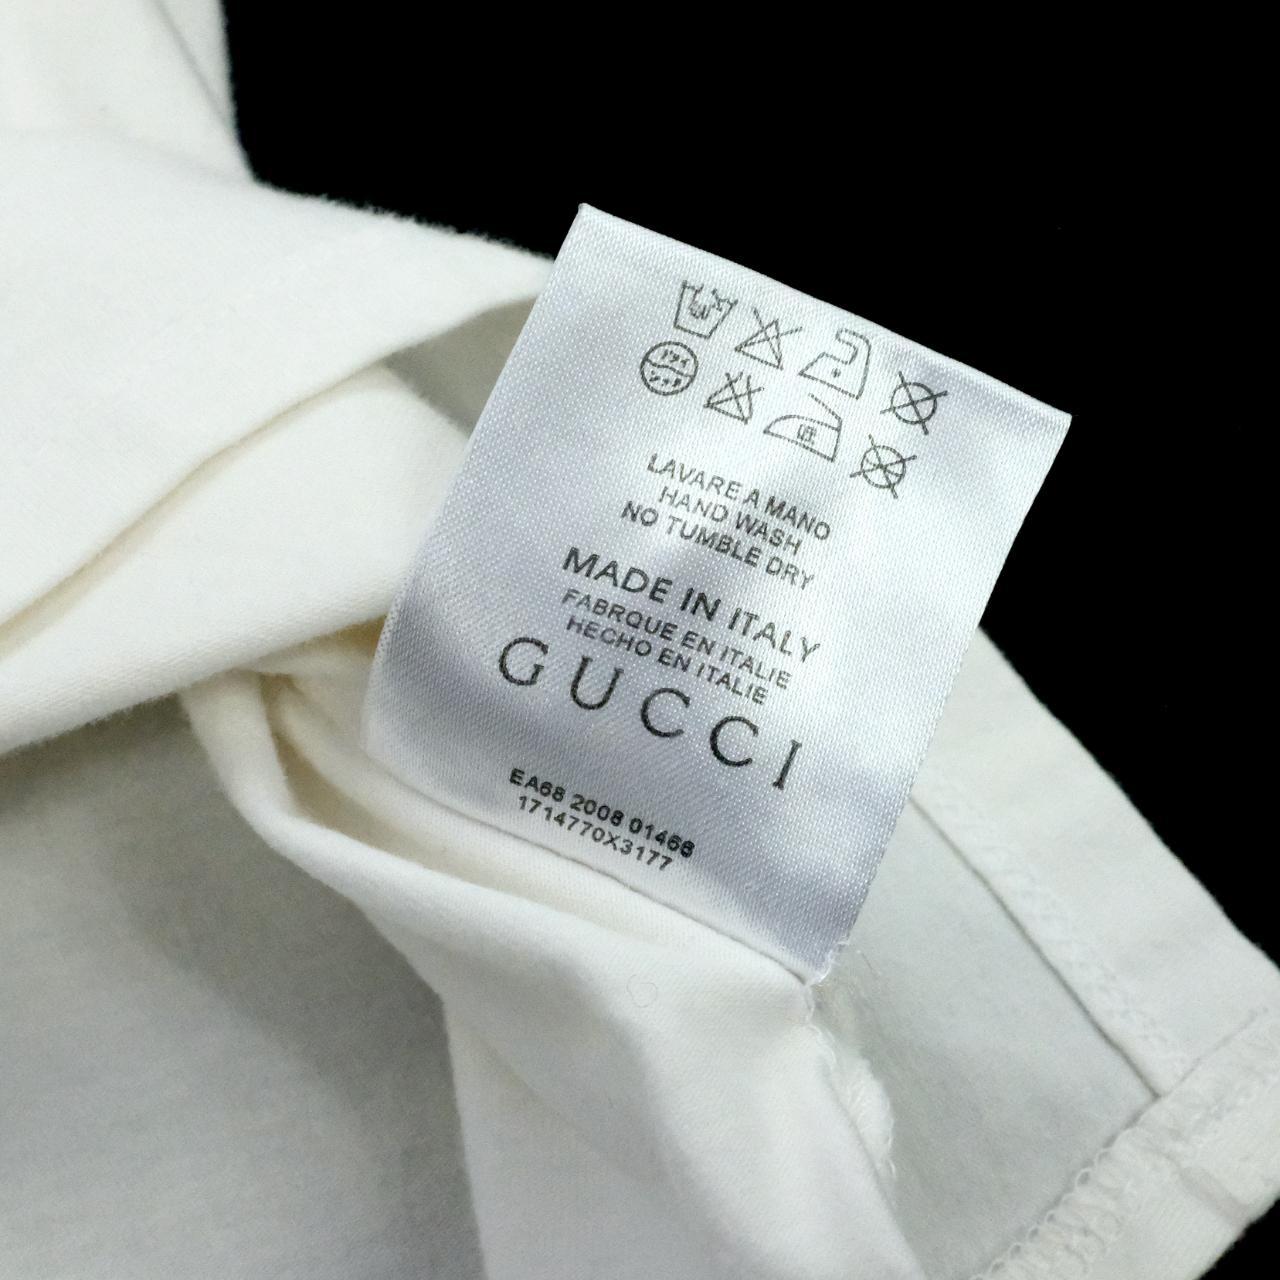 LAVARE A MANO
HAND WASH
NO TUMBLE DRY
MADE IN ITALY
FABRQUE EN ITALIE
HECHO EN ITALIE
GUCCI
EA68 2008 01468
1714770X3177